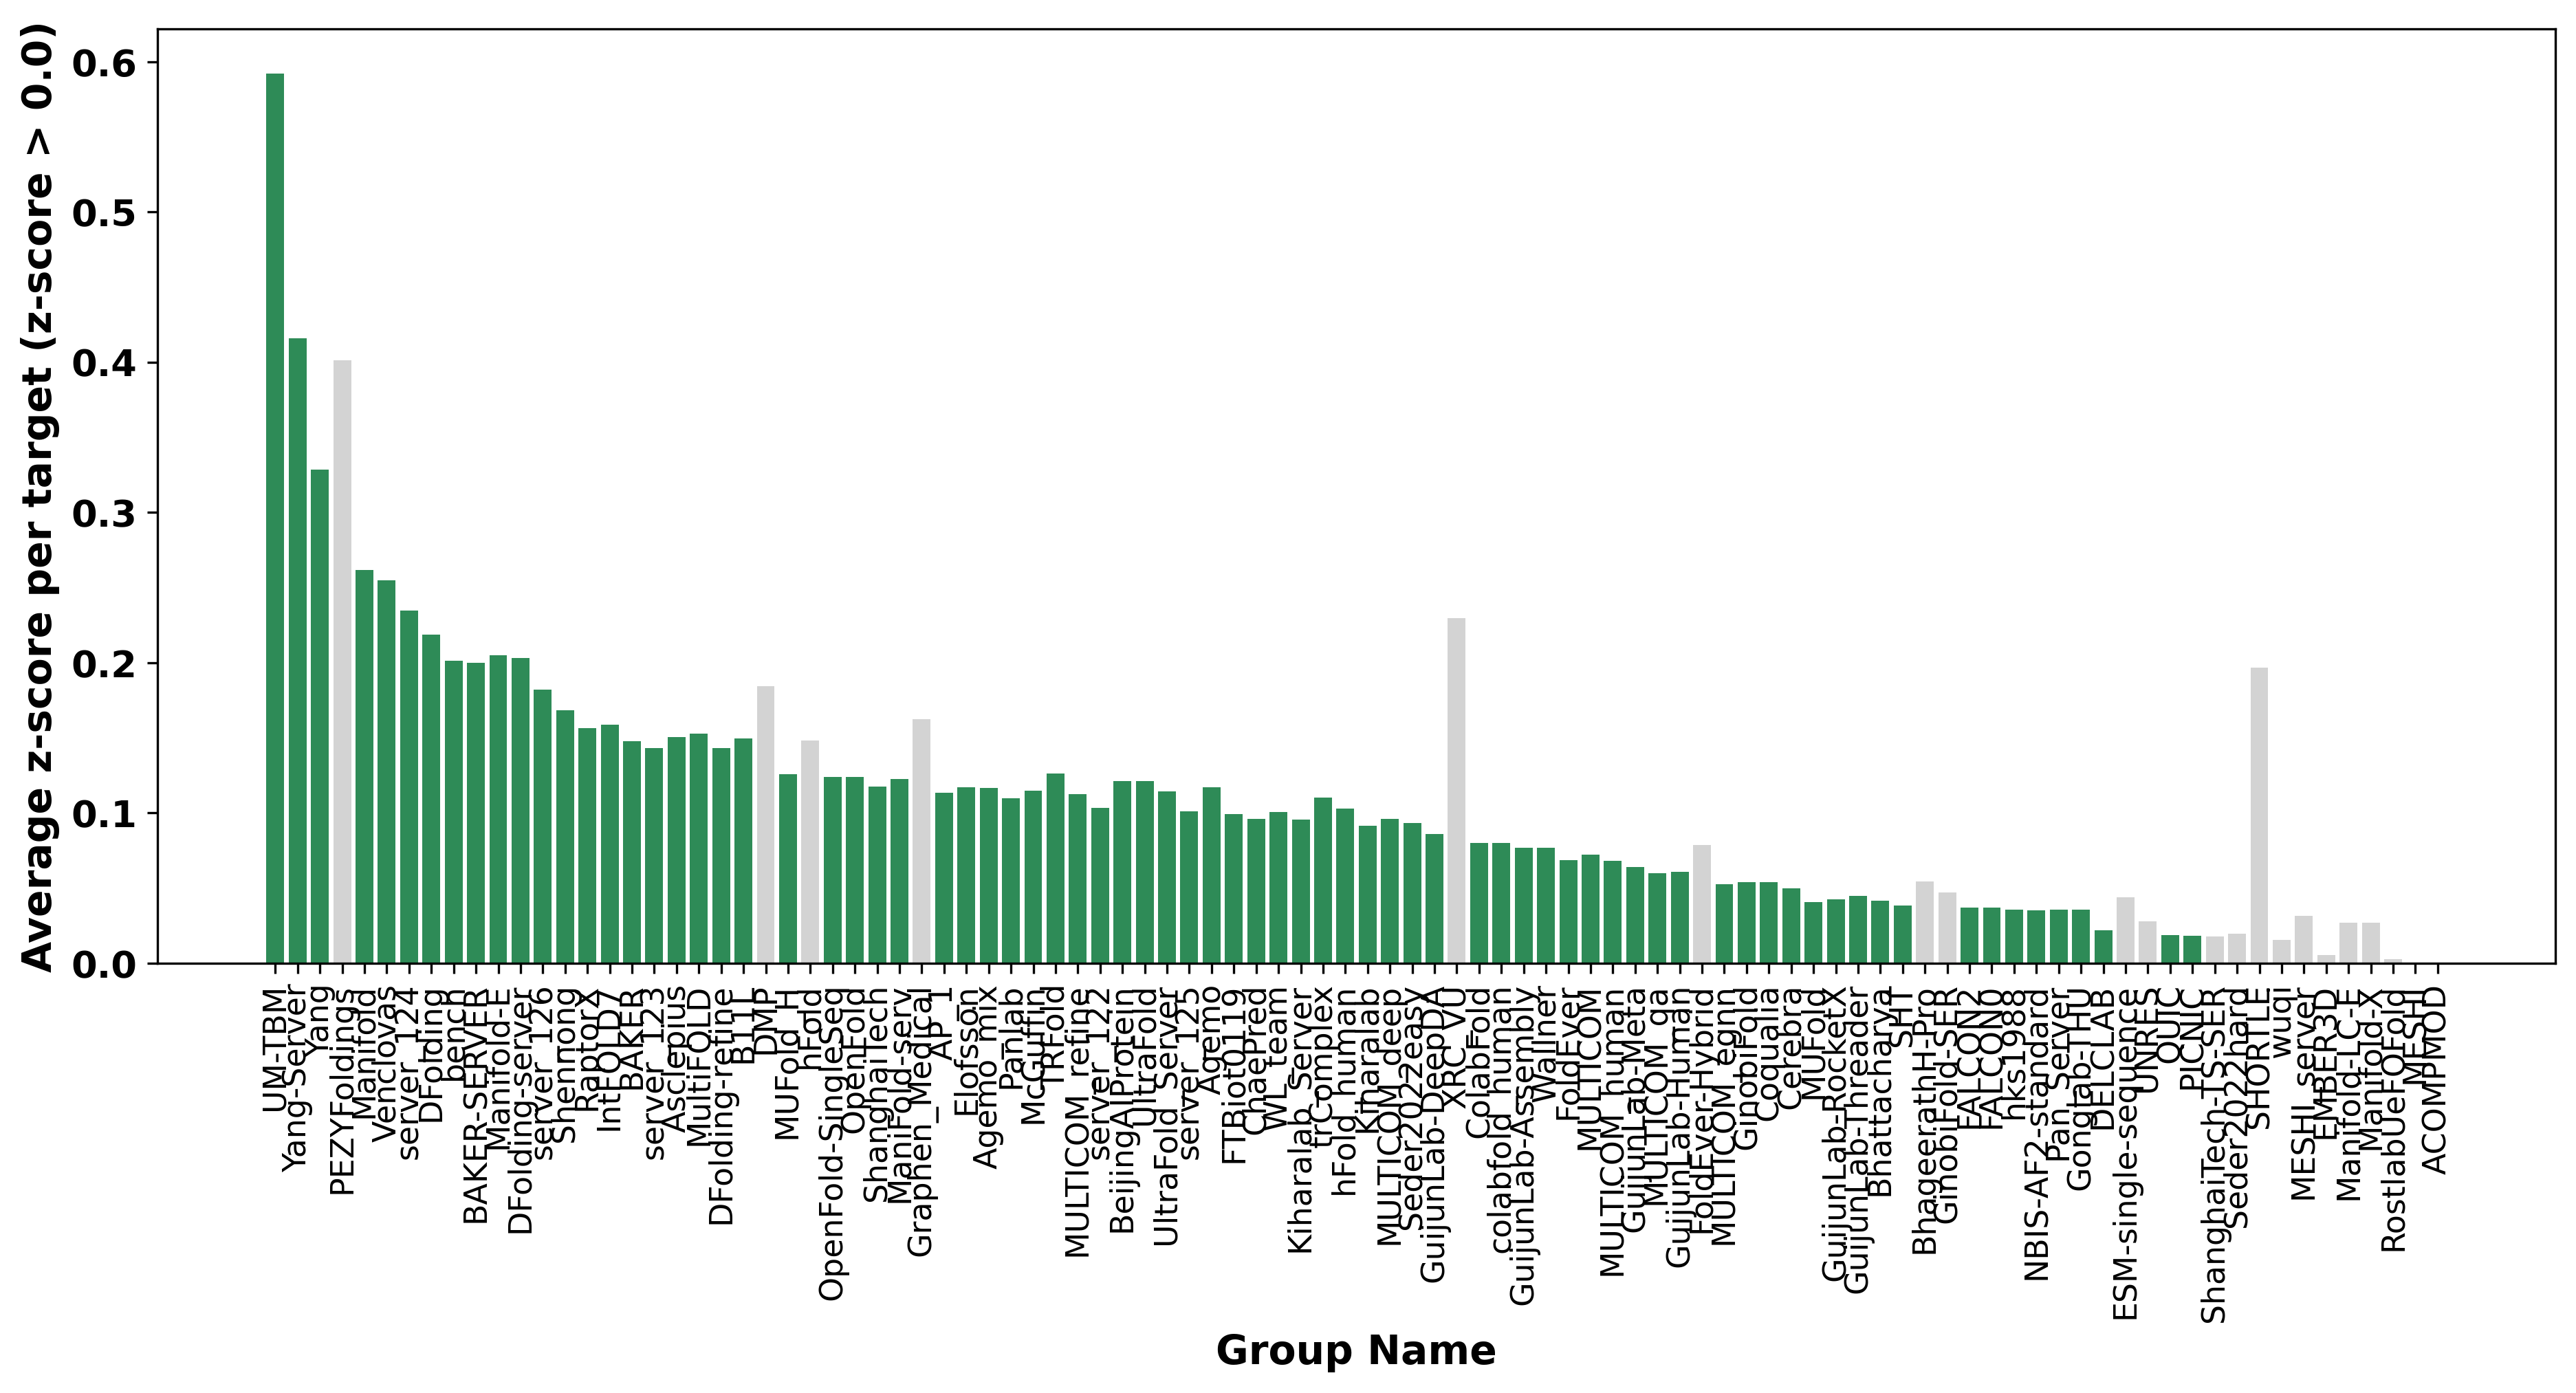 Average z-score per target (z-score > 0.0)
0.6
0.5
0.4
0.3
0.2
0.1
0.0
UM-TBM
Yang-Server
Yang
PEZYFoldings
Manifold
Venclovas
server_124
DFolding
bench
BAKER-SERVER
Manifold-E
DFolding-server
server_126
Shennong
RaptorX
IntFOLD7
BAKER
server_123
Asclepius
MultiFOLD
DFolding-refine
B11L
DMP
MUFold_H
hFold
OpenFold-SingleSeq
OpenFold
ShanghaiTech
ManiFold-serv
Graphen_Medical
AP_1
Elofsson
Agemo_mix
Panlab
McGuffin
TRFold
MULTICOM_refine
server_122
BeijingAIProtein
UltraFold
UltraFold_Server
server_125
Agemo
FTBiot0119
ChaePred
WL_team
Kiharalab_Server
trComplex
hFold_human
Kiharalab
MULTICOM_deep
Seder2022easy
GuijunLab-DeepDA
XRC_VU
ColabFold
colabfold_human
GuijunLab-Assembly
Wallner
FoldEver
MULTICOM
MULTICOM_human
GuijunLab-Meta
MULTICOM_qa
GuijunLab-Human
FoldEver-Hybrid
MULTICOM_egnn
GinobiFold
Coqualia
Cerebra
MUFold
GuijunLab-RocketX
GuijunLab-Threader
Bhattacharya
SHT
BhageerathH-Pro
GinobiFold-SER
FALCON2
FALCON0
hks1988
NBIS-AF2-standard
Pan_Server
Gonglab-THU
DELCLAB
ESM-single-sequence
UNRES
QUIC
PICNIC
ShanghaiTech-TS-SER
Seder2022hard
SHORTLE
wuqi
MESHI_server
EMBER3D
Manifold-LC-E
Manifold-X
RostlabUeFOFold
MESHI
ACOMPMOD
Group Name